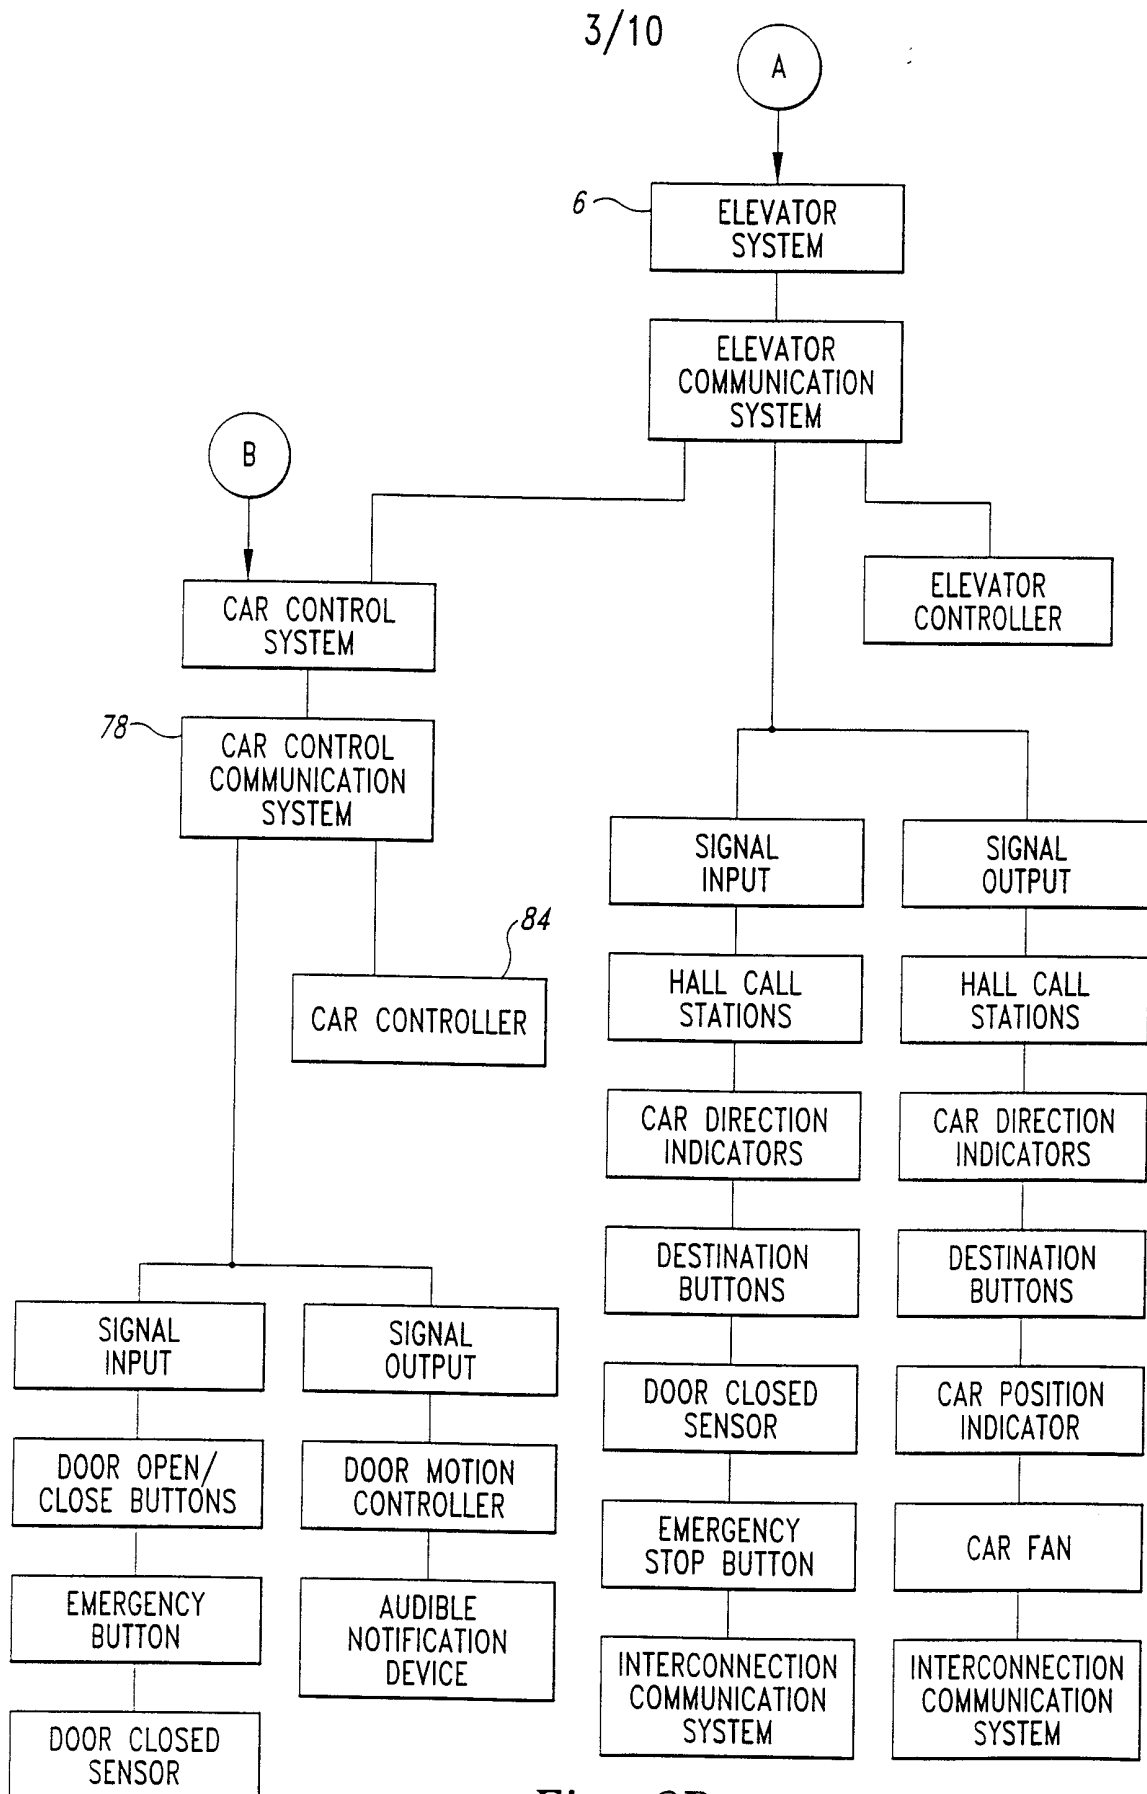 3/10
A
6
ELEVATOR
SYSTEM
ELEVATOR
COMMUNICATION
SYSTEM
B
CAR CONTROL
SYSTEM
ELEVATOR
CONTROLLER
78
CAR CONTROL
COMMUNICATION
SYSTEM
84
CAR CONTROLLER
SIGNAL
INPUT
HALL CALL
STATIONS
CAR DIRECTION
INDICATORS
DESTINATION
BUTTONS
DOOR CLOSED
SENSOR
EMERGENCY
STOP BUTTON
INTERCONNECTION
COMMUNICATION
SYSTEM
SIGNAL
OUTPUT
HALL CALL
STATIONS
CAR DIRECTION
INDICATORS
DESTINATION
BUTTONS
CAR POSITION
INDICATOR
CAR FAN
INTERCONNECTION
COMMUNICATION
SYSTEM
SIGNAL
INPUT
DOOR OPEN/
CLOSE BUTTONS
EMERGENCY
BUTTON
DOOR CLOSED
SENSOR
SIGNAL
OUTPUT
DOOR MOTION
CONTROLLER
AUDIBLE
NOTIFICATION
DEVICE